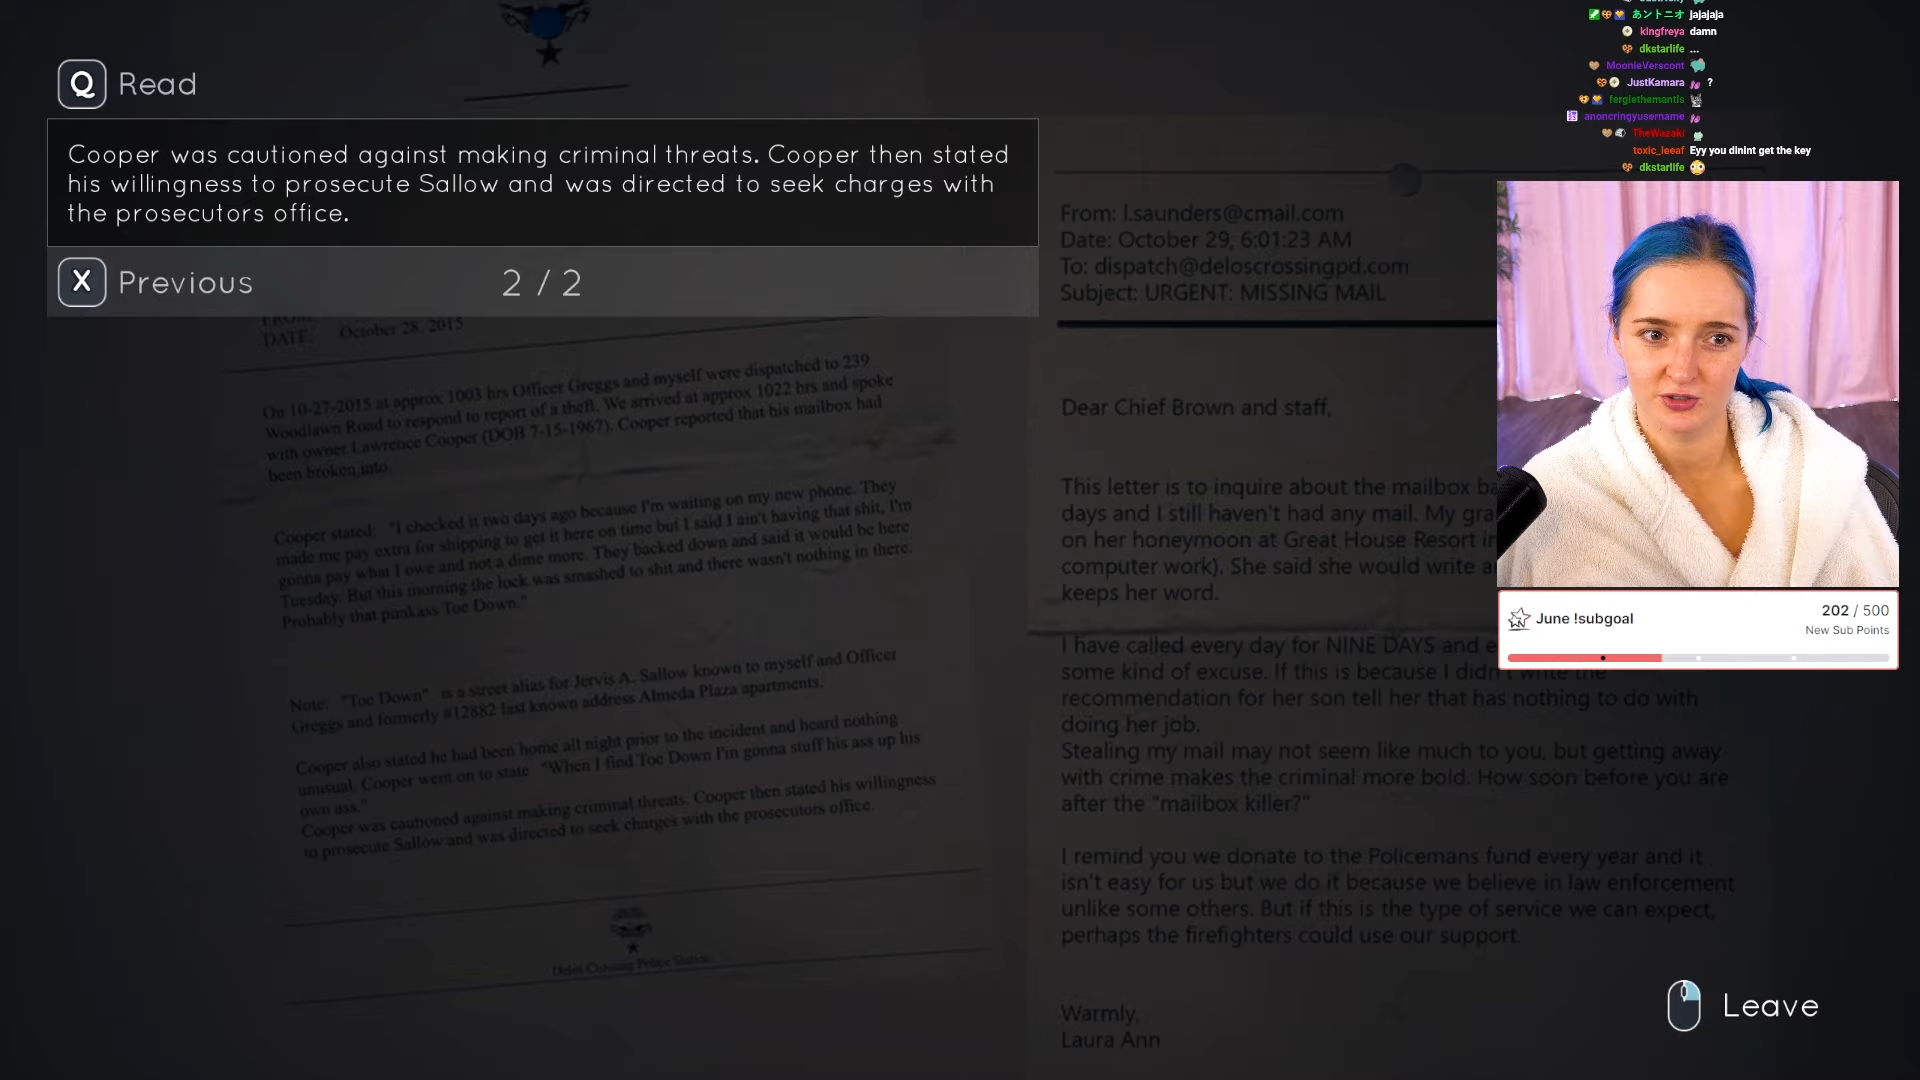 Q Read
Cooper was cautioned against making criminal threats. Cooper then stated
his willingness to prosecute Sallow and was directed to seek charges with
the prosecutors office.
X Previous 2 / 2
DATE: October 28, 2015
On 10-27-2015 at approx 1003 hrs Officer Greggs and myself were dispatched to 239
Woodlawn Road to respond to report of a theft. We arrived at approx 1022 hrs and spoke
with owner Lawrence Cooper (DOB 7-15-1967). Cooper reported that his mailbox had
been broken into.
Cooper stated: "I checked it two days ago because I'm waiting on my new phone. They
made me pay extra for shipping to get it here on time but I said I ain't having that shit, I'm
gonna pay what I owe and not a dime more. They backed down and said it would be here
Tuesday. But this morning the lock was smashed to shit and there wasn't nothing in there.
Probably that punkass Toe Down."
Note: "Toe Down" is a street alias for Jervis A. Sallow known to myself and Officer
Greggs and formerly #12882 last known address Almeda Plaza apartments.
Cooper also stated he had been home all night prior to the incident and heard nothing
unusual. Cooper went on to state "When I find Toe Down I'm gonna stuff his ass up his
own ass."
Cooper was cautioned against making criminal threats. Cooper then stated his willingness
to prosecute Sallow and was directed to seek charges with the prosecutors office.
Delos Crossing Police Station
From: l.saunders@cmail.com
Date: October 29, 6:01:23 AM
To: dispatch@deloscrossingpd.com
Subject: URGENT: MISSING MAIL
Dear Chief Brown and staff,
This letter is to inquire about the mailbox ba
days and I still haven't had any mail. My gra
on her honeymoon at Great House Resort in
computer work). She said she would write a
keeps her word.
I have called every day for NINE DAYS and e
some kind of excuse. If this is because I didn't write the
recommendation for her son tell her that has nothing to do with
doing her job.
Stealing my mail may not seem like much to you, but getting away
with crime makes the criminal more bold. How soon before you are
after the "mailbox killer?"
I remind you we donate to the Policemans fund every year and it
isn't easy for us but we do it because we believe in law enforcement
unlike some others. But if this is the type of service we can expect,
perhaps the firefighters could use our support.
Warmly,
Laura Ann
あントニオ jajajaja
kingfreya damn
dkstarlife ...
MoonieVerscont
JustKamara ?
fergiethemantis
anoncringyusername
TheWazaki
toxic_leeaf Eyy you dinint get the key
dkstarlife
June !subgoal
202 / 500
New Sub Points
Leave